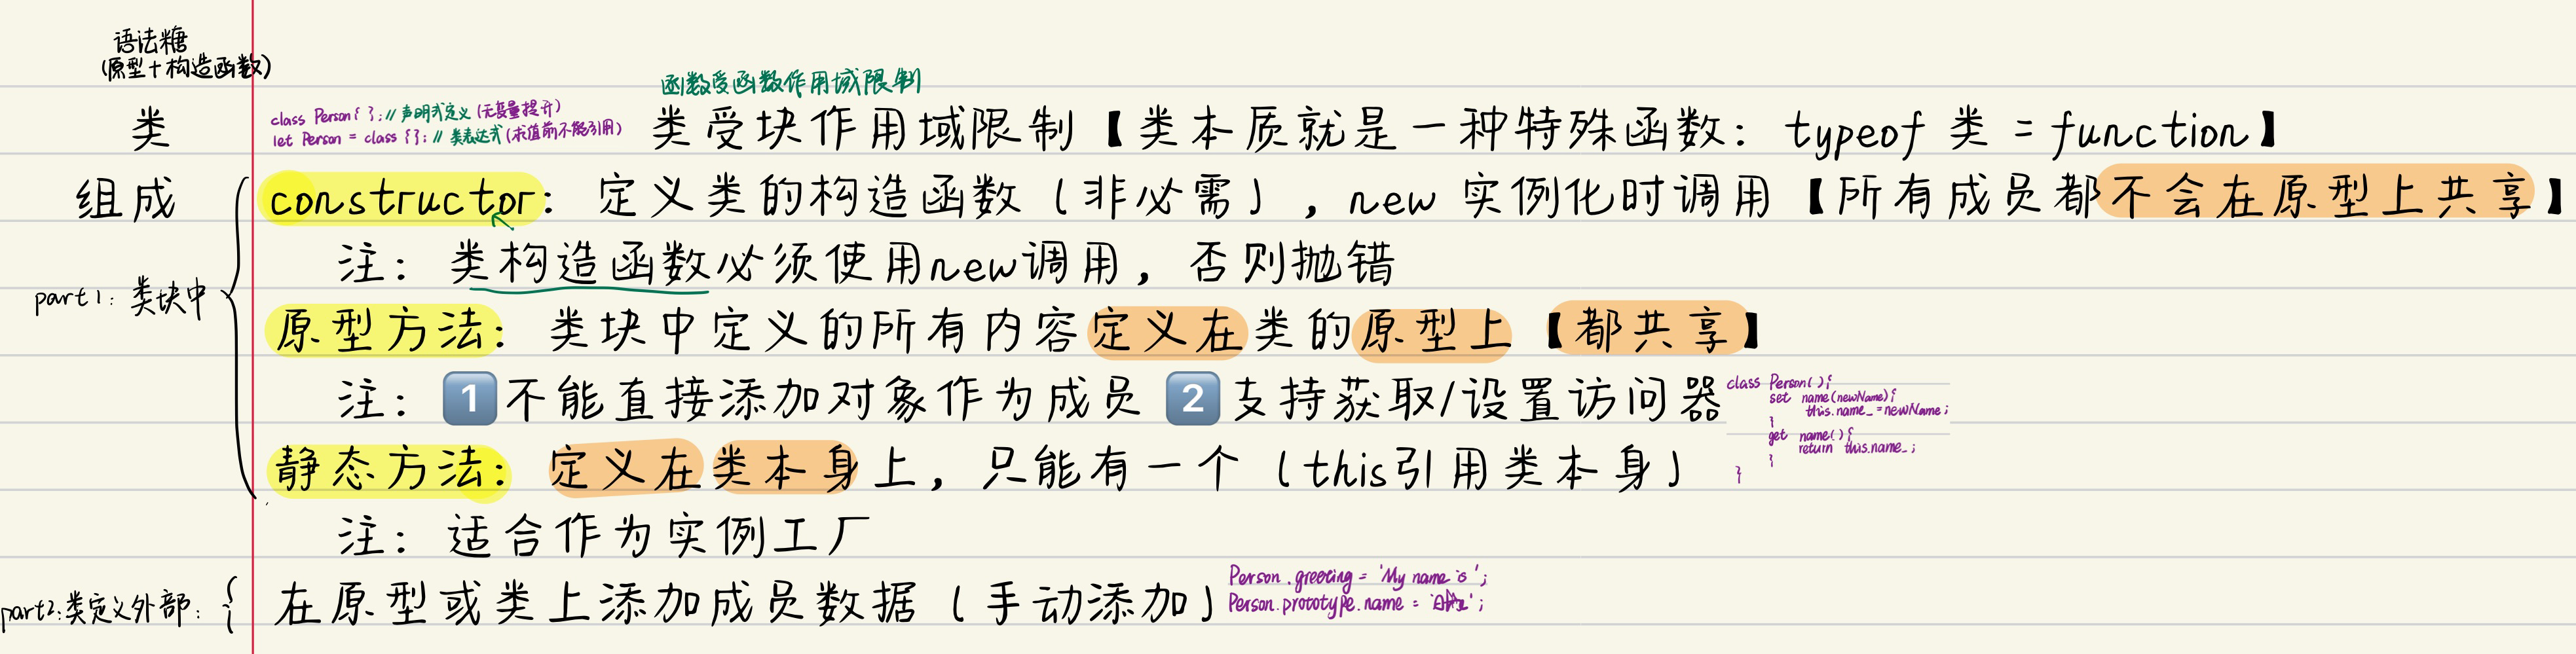 语法糖
(原型+构造函数)
函数受函数作用域限制
类
class Person{ }; // 声明式定义 (无变量提升)
let Person = class {}; // 类表达式 (求值前不能引用)
类受块作用域限制【类本质就是一种特殊函数：typeof 类 = function】
组成
constructor：定义类的构造函数（非必需），new 实例化时调用【所有成员都不会在原型上共享】
注：类构造函数必须使用new调用，否则抛错
part1：类块中
原型方法：类块中定义的所有内容定义在类的原型上【都共享】
注：1不能直接添加对象作为成员 2支持获取/设置访问器
class Person(){
set name(newName){
this.name_ = newName;
}
get name(){
return this.name_;
}
}
静态方法：定义在类本身上，只能有一个（this引用类本身）
注：适合作为实例工厂
part2：类定义外部：{
在原型或类上添加成员数据（手动添加）
Person.greeting = 'My name is';
Person.prototype.name = '